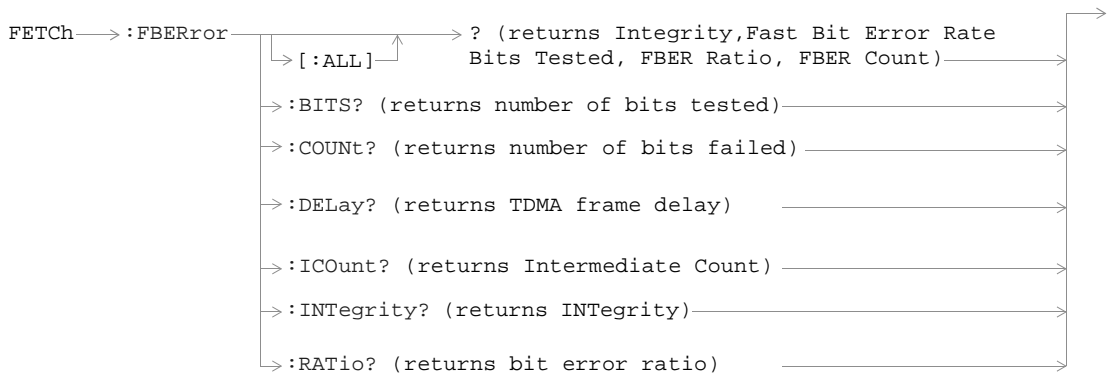 FETCh :FBERror ? (returns Integrity,Fast Bit Error Rate
[:ALL] Bits Tested, FBER Ratio, FBER Count)
:BITS? (returns number of bits tested)
:COUNt? (returns number of bits failed)
:DELay? (returns TDMA frame delay)
:ICOunt? (returns Intermediate Count)
:INTegrity? (returns INTegrity)
:RATio? (returns bit error ratio)